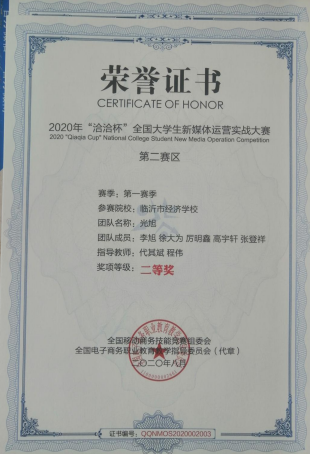 荣誉证书
CERTIFICATE OF HONOR
2020年“洽洽杯”全国大学生新媒体运营实战大赛
2020 "Qiaqia Cup" National College Student New Media Operation Competition
第二赛区
赛季：第一赛季
参赛院校：临沂市经济学校
团队名称：光旭
团队成员：李旭 徐大为 厉明鑫 高宇轩 张登祥
指导教师：代其斌 程伟
奖项等级：二等奖
全国移动商务技能竞赛组委会
全国电子商务职业教育教学指导委员会（代章）
二〇二〇年八月
证书编号：QQNMOS2020002003